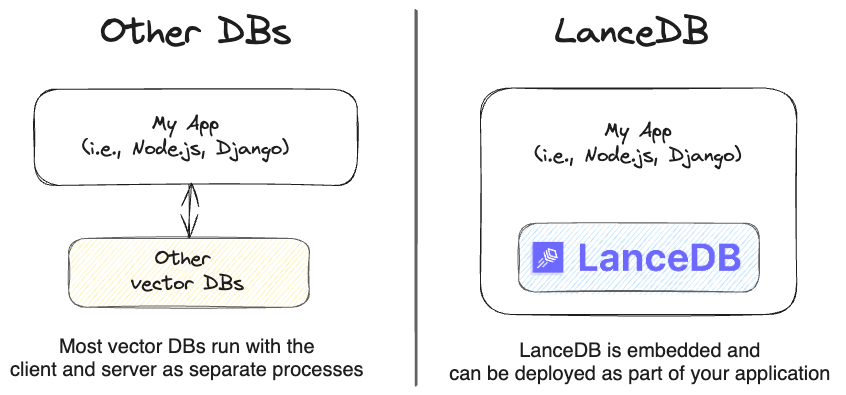 Other DBs
My App
(i.e., Node.js, Django)
Other
vector DBs
Most vector DBs run with the
client and server as separate processes
LanceDB
My App
(i.e., Node.js, Django)
LanceDB
LanceDB is embedded and
can be deployed as part of your application